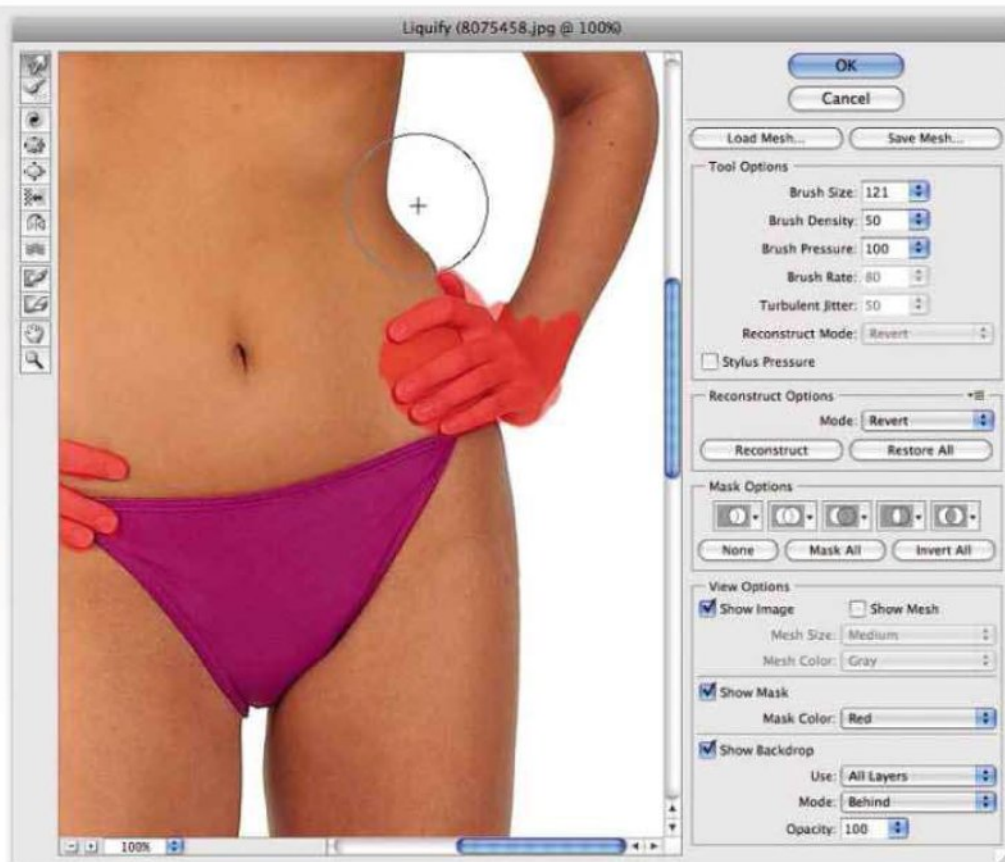 Liquify (8075458.jpg @ 100%)
OK
Cancel
Load Mesh...
Save Mesh...
Tool Options
Brush Size: 121
Brush Density: 50
Brush Pressure: 100
Brush Rate: 80
Turbulent Jitter: 50
Reconstruct Mode: Revert
Stylus Pressure
Reconstruct Options
Mode: Revert
Reconstruct
Restore All
Mask Options
None
Mask All
Invert All
View Options
Show Image
Show Mesh
Mesh Size: Medium
Mesh Color: Gray
Show Mask
Mask Color: Red
Show Backdrop
Use: All Layers
Mode: Behind
Opacity: 100
100%